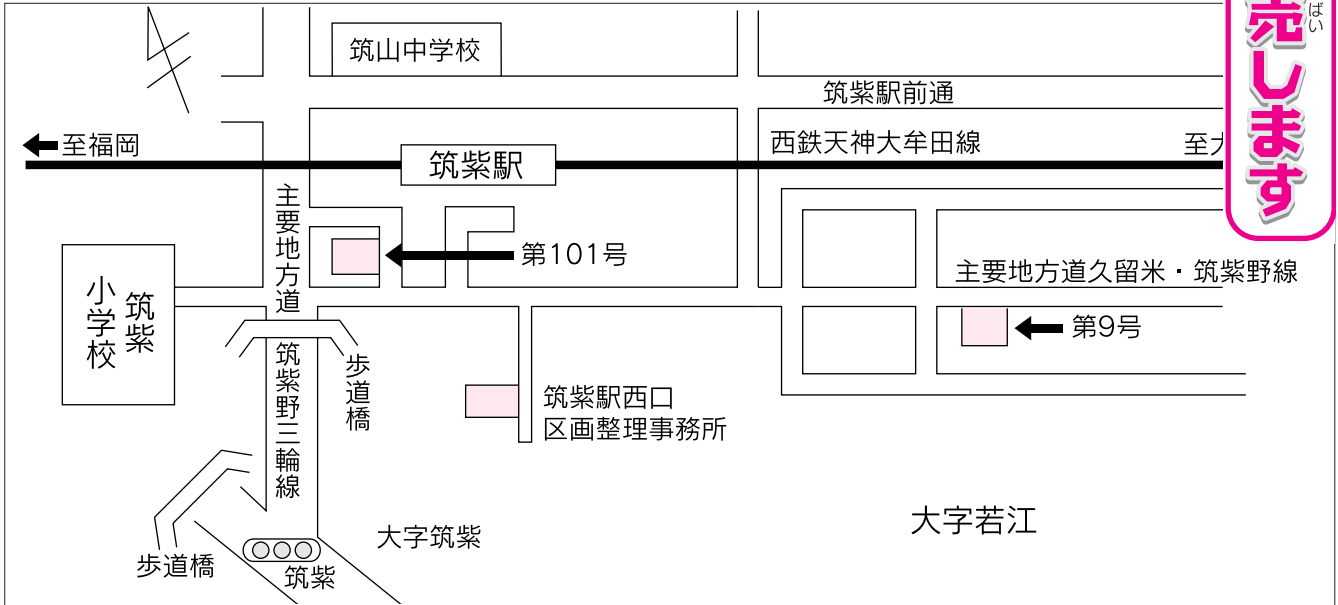 筑山中学校
筑紫駅前通
至福岡
筑紫駅
西鉄天神大牟田線
至
ばい
売します
主要地方道
筑紫野三輪線
第101号
主要地方道久留米・筑紫野線
第9号
筑紫
小学校
歩道橋
筑紫駅西口
区画整理事務所
大字若江
大字筑紫
歩道橋
筑紫